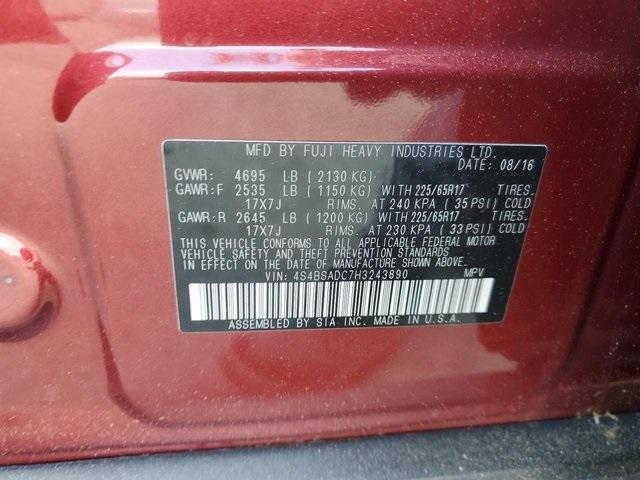 MFD BY FUJI HEAVY INDUSTRIES LTD.
DATE: 08/16
GVWR: 4695 LB ( 2130 KG)
GAWR:F 2535 LB ( 1150 KG) WITH 225/65R17 TIRES.
17X7J RIMS. AT 240 KPA ( 35 PSI) COLD
GAWR:R 2645 LB ( 1200 KG) WITH 225/65R17 TIRES.
17X7J RIMS. AT 230 KPA ( 33 PSI) COLD
THIS VEHICLE CONFORMS TO ALL APPLICABLE FEDERAL MOTOR
VEHICLE SAFETY AND THEFT PREVENTION STANDARDS
IN EFFECT ON THE DATE OF MANUFACTURE SHOWN ABOVE.
VIN: 4S4BSADC7H3243890 MPV
ASSEMBLED BY SIA INC. MADE IN U.S.A.